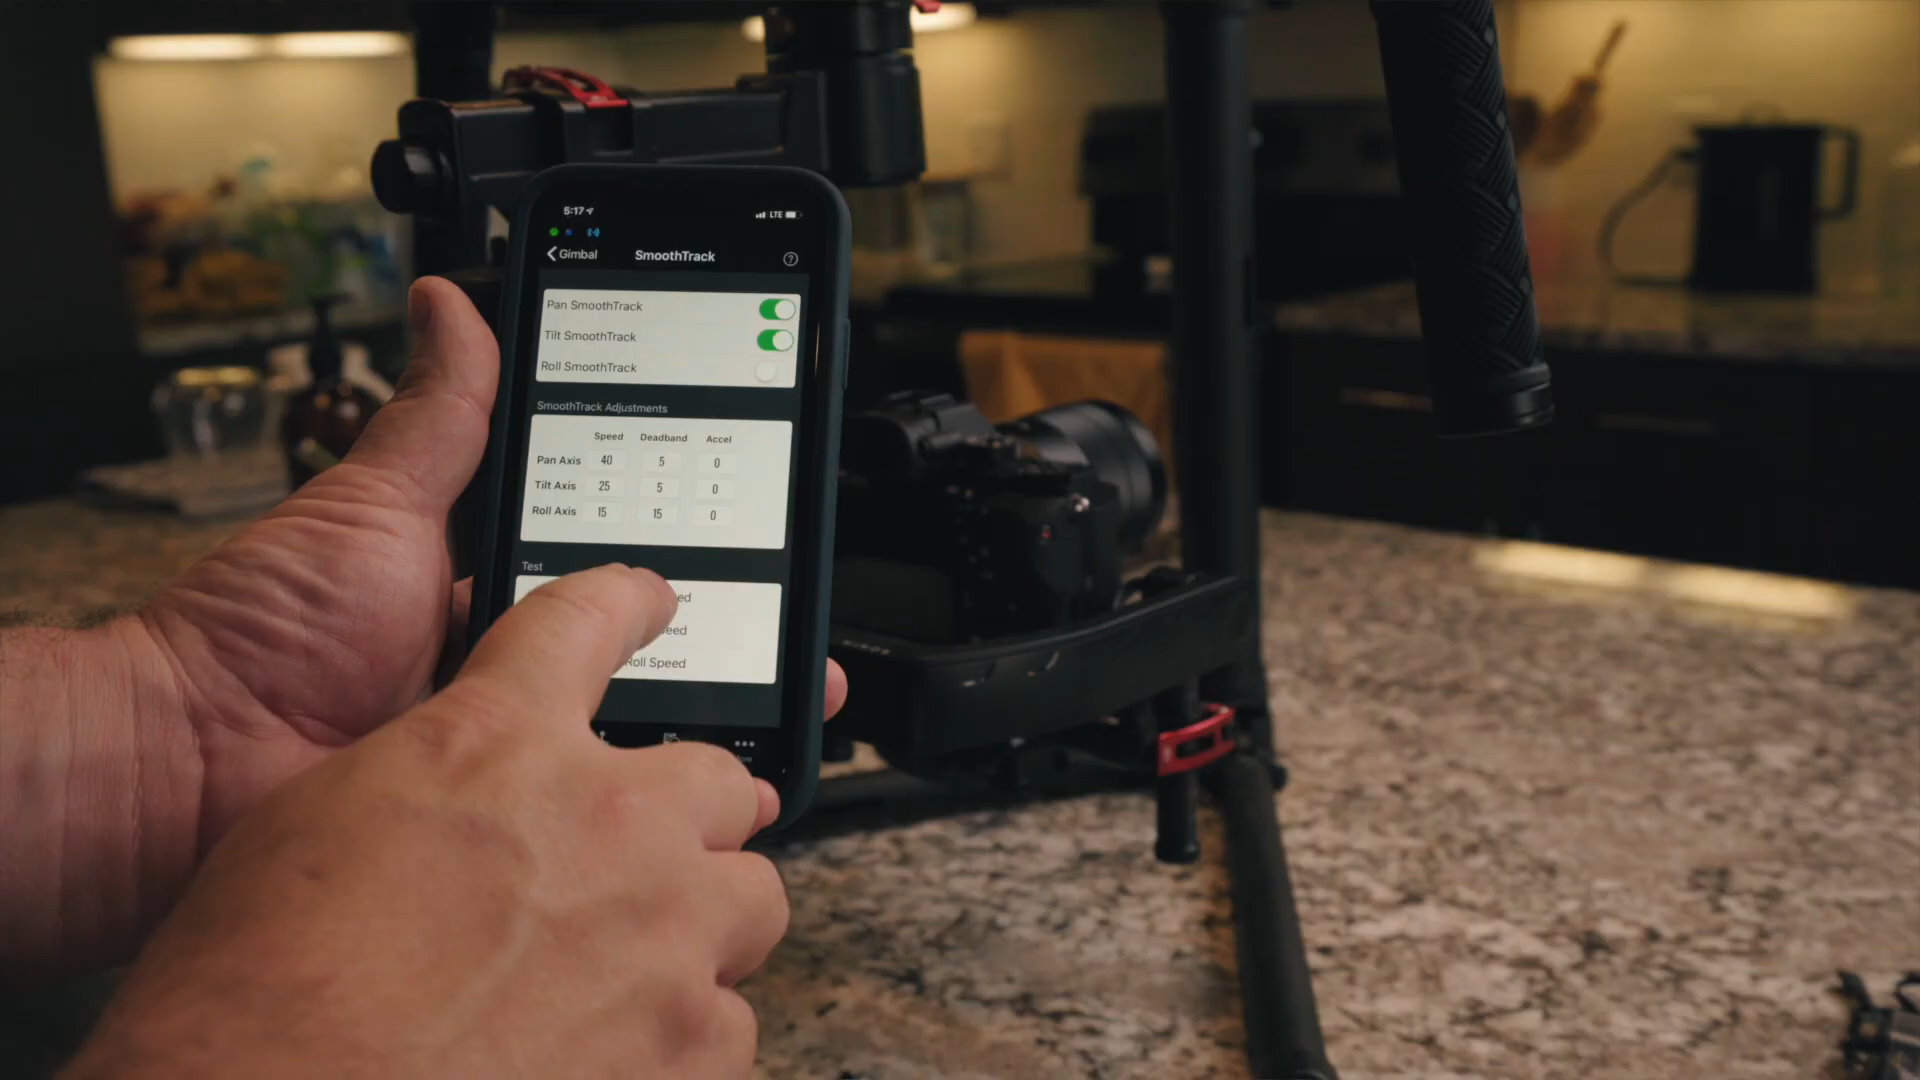 5:17 LTE
Gimbal SmoothTrack ?
Pan SmoothTrack
Tilt SmoothTrack
Roll SmoothTrack
SmoothTrack Adjustments
Speed Deadband Accel
Pan Axis 40 5 0
Tilt Axis 25 5 0
Roll Axis 15 15 0
Test
Roll Speed